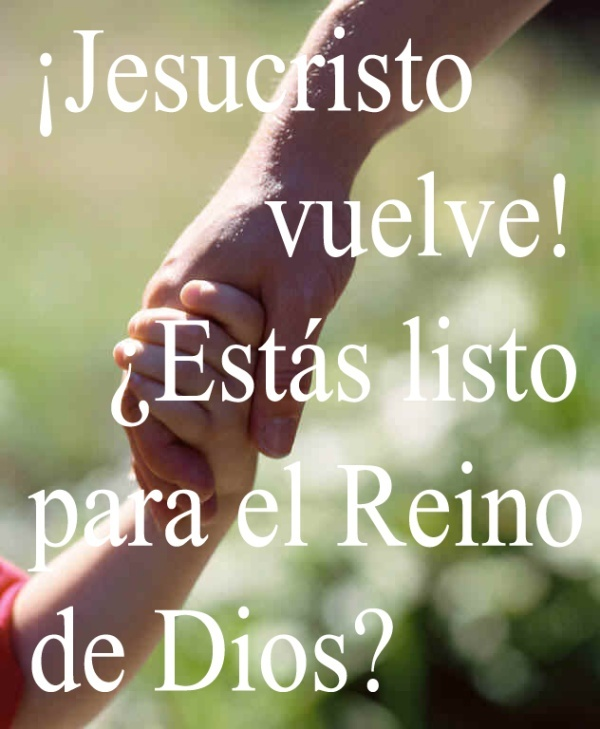 ¡Jesucristo
vuelve!
¿Estás listo
para el Reino
de Dios?